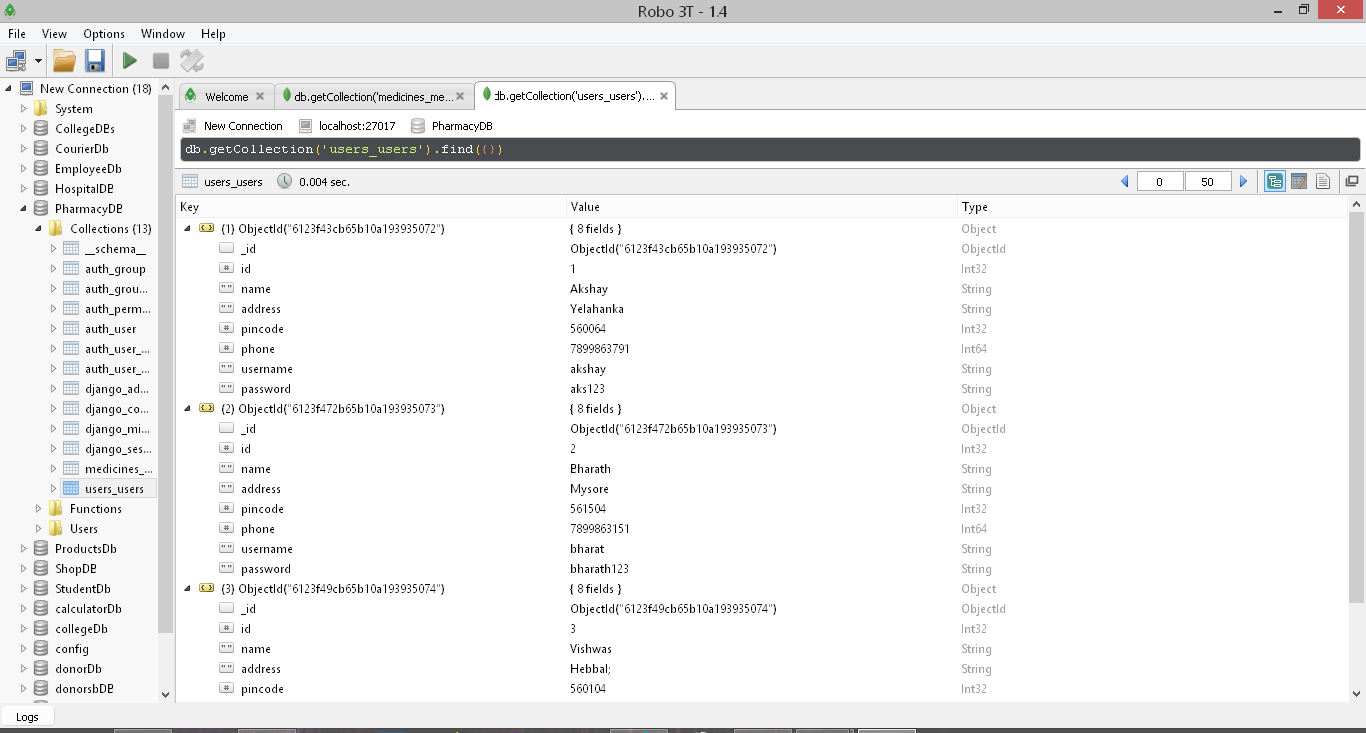 Robo 3T - 1.4
File View Options Window Help
New Connection (18)
System
CollegeDBs
CourierDb
EmployeeDb
HospitalDB
PharmacyDB
Collections (13)
__schema__
auth_group
auth_grou...
auth_perm...
auth_user
auth_user_...
auth_user_...
django_ad...
django_co...
django_mi...
django_ses...
medicines_...
users_users
Functions
Users
ProductsDb
ShopDB
StudentDb
calculatorDb
collegeDb
config
donorDb
donorsbDB
Logs
Welcome db.getCollection('medicines_me... db.getCollection('users_users')....
New Connection localhost:27017 PharmacyDB
db.getCollection('users_users').find({})
users_users 0.004 sec. 0 50
Key Value Type
(1) ObjectId("6123f43cb65b10a193935072") { 8 fields } Object
_id ObjectId("6123f43cb65b10a193935072") ObjectId
# id 1 Int32
"" name Akshay String
"" address Yelahanka String
# pincode 560064 Int32
# phone 7899863791 Int64
"" username akshay String
"" password aks123 String
(2) ObjectId("6123f472b65b10a193935073") { 8 fields } Object
_id ObjectId("6123f472b65b10a193935073") ObjectId
# id 2 Int32
"" name Bharath String
"" address Mysore String
# pincode 561504 Int32
# phone 7899863151 Int64
"" username bharat String
"" password bharath123 String
(3) ObjectId("6123f49cb65b10a193935074") { 8 fields } Object
_id ObjectId("6123f49cb65b10a193935074") ObjectId
# id 3 Int32
"" name Vishwas String
"" address Hebbal; String
# pincode 560104 Int32